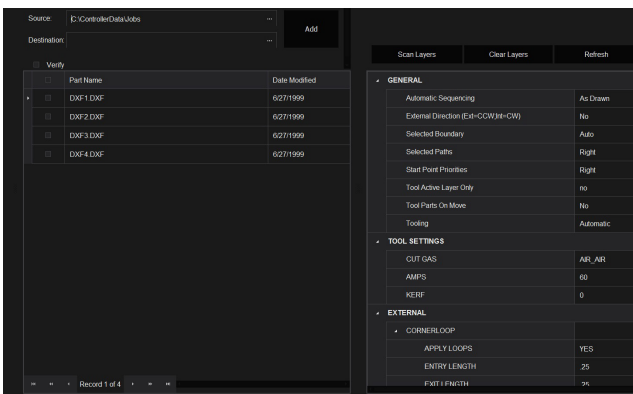 Source: C:\ControllerData\Jobs ...
Add
Destination: ...
Verify
Part Name Date Modified
DXF1.DXF 6/27/1999
DXF2.DXF 6/27/1999
DXF3.DXF 6/27/1999
DXF4.DXF 6/27/1999
Record 1 of 4
Scan Layers Clear Layers Refresh
GENERAL
Automatic Sequencing As Drawn
External Direction (Ext=CCW,Int=CW) No
Selected Boundary Auto
Selected Paths Right
Start Point Priorities Right
Tool Active Layer Only no
Tool Parts On Move No
Tooling Automatic
TOOL SETTINGS
CUT GAS AIR_AIR
AMPS 60
KERF 0
EXTERNAL
CORNERLOOP
APPLY LOOPS YES
ENTRY LENGTH .25
EXIT LENGTH .25